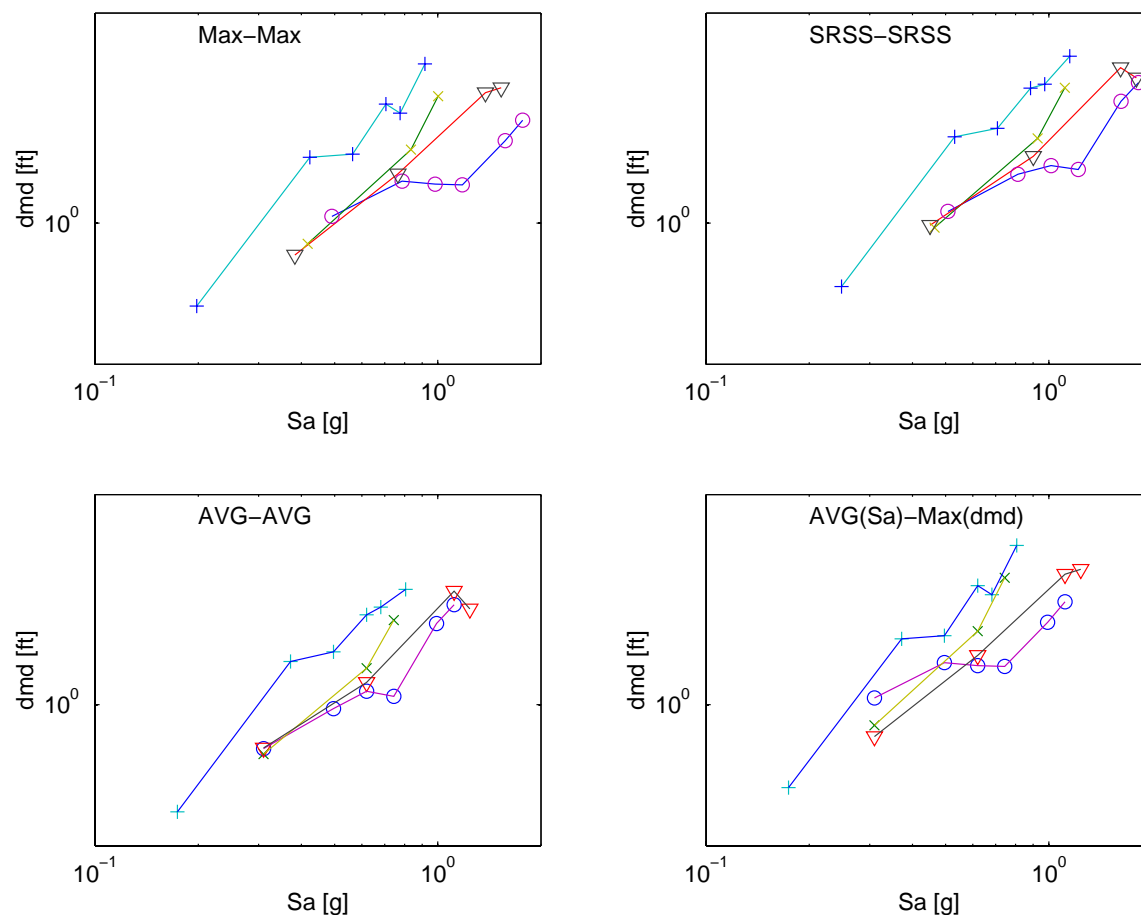 Max−Max
dmd [ft]
10^0
10^−1
10^0
Sa [g]
SRSS−SRSS
dmd [ft]
10^0
10^−1
10^0
Sa [g]
AVG−AVG
dmd [ft]
10^0
10^−1
10^0
Sa [g]
AVG(Sa)−Max(dmd)
dmd [ft]
10^0
10^−1
10^0
Sa [g]